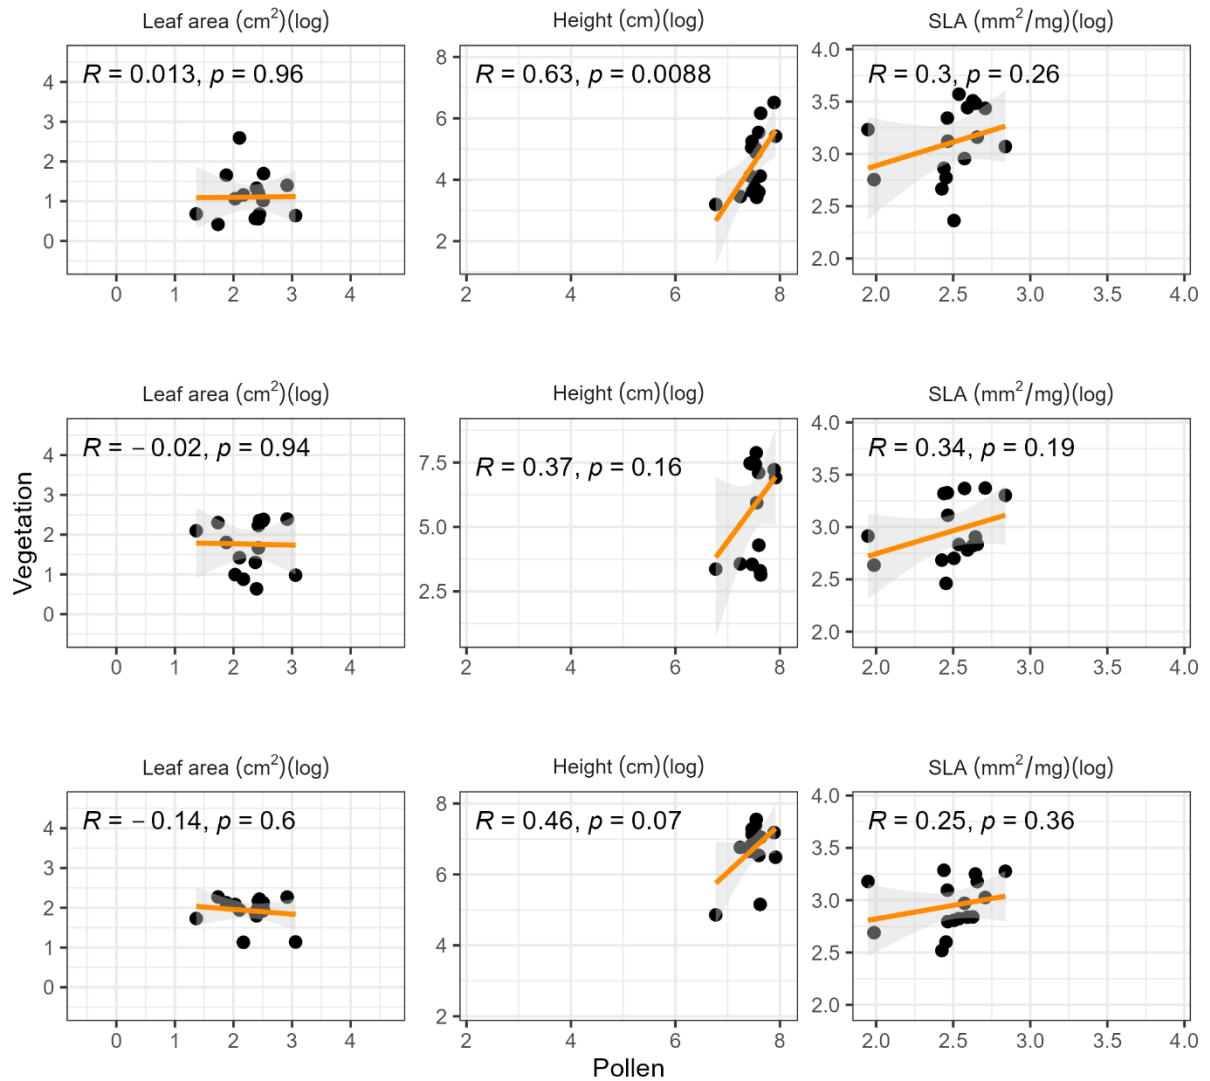 Leaf area (cm²)(log)
Height (cm)(log)
SLA (mm²/mg)(log)
R = 0.013, p = 0.96
R = 0.63, p = 0.0088
R = 0.3, p = 0.26
4
3
2
1
0
8
6
4
2
4.0
3.5
3.0
2.5
2.0
0 1 2 3 4
2 4 6 8
2.0 2.5 3.0 3.5 4.0
Leaf area (cm²)(log)
Height (cm)(log)
SLA (mm²/mg)(log)
R = − 0.02, p = 0.94
R = 0.37, p = 0.16
R = 0.34, p = 0.19
Vegetation
4
3
2
1
0
7.5
5.0
2.5
4.0
3.5
3.0
2.5
2.0
0 1 2 3 4
2 4 6 8
2.0 2.5 3.0 3.5 4.0
Leaf area (cm²)(log)
Height (cm)(log)
SLA (mm²/mg)(log)
R = − 0.14, p = 0.6
R = 0.46, p = 0.07
R = 0.25, p = 0.36
4
3
2
1
0
8
6
4
2
4.0
3.5
3.0
2.5
2.0
0 1 2 3 4
2 4 6 8
2.0 2.5 3.0 3.5 4.0
Pollen